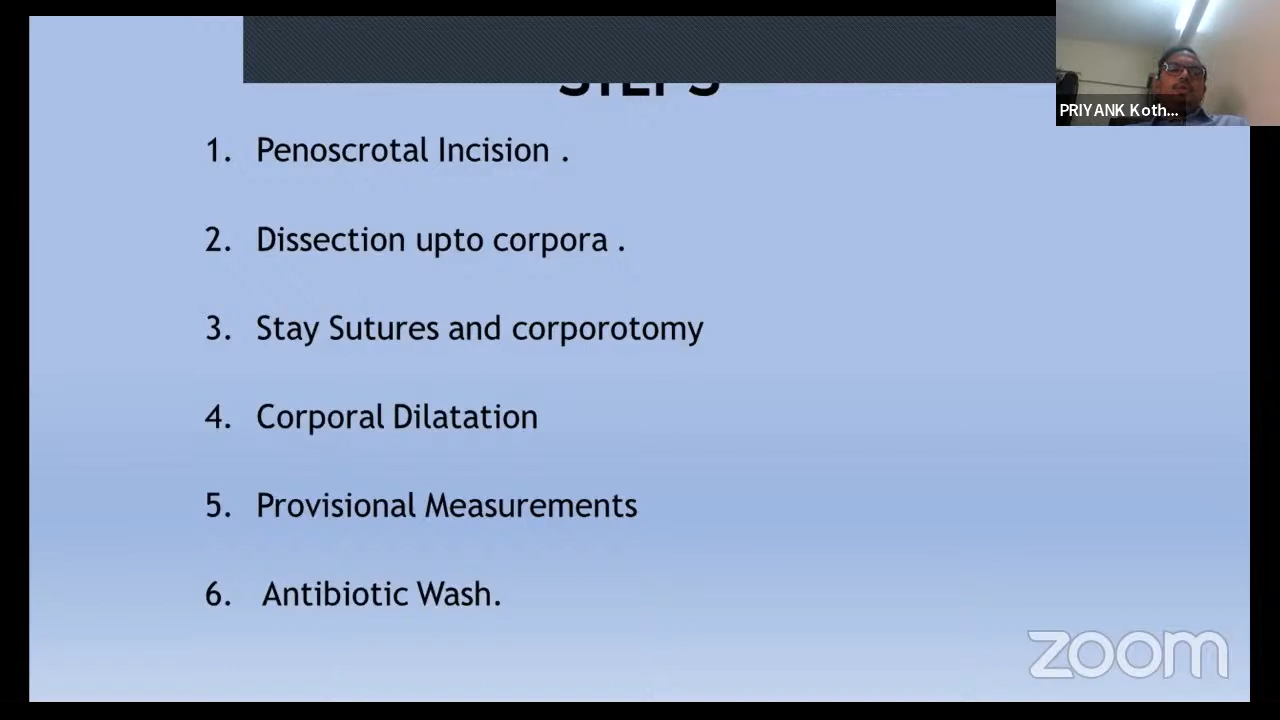 STEPS
1. Penoscrotal Incision .
2. Dissection upto corpora .
3. Stay Sutures and corporotomy
4. Corporal Dilatation
5. Provisional Measurements
6. Antibiotic Wash.
PRIYANK Koth...
zoom